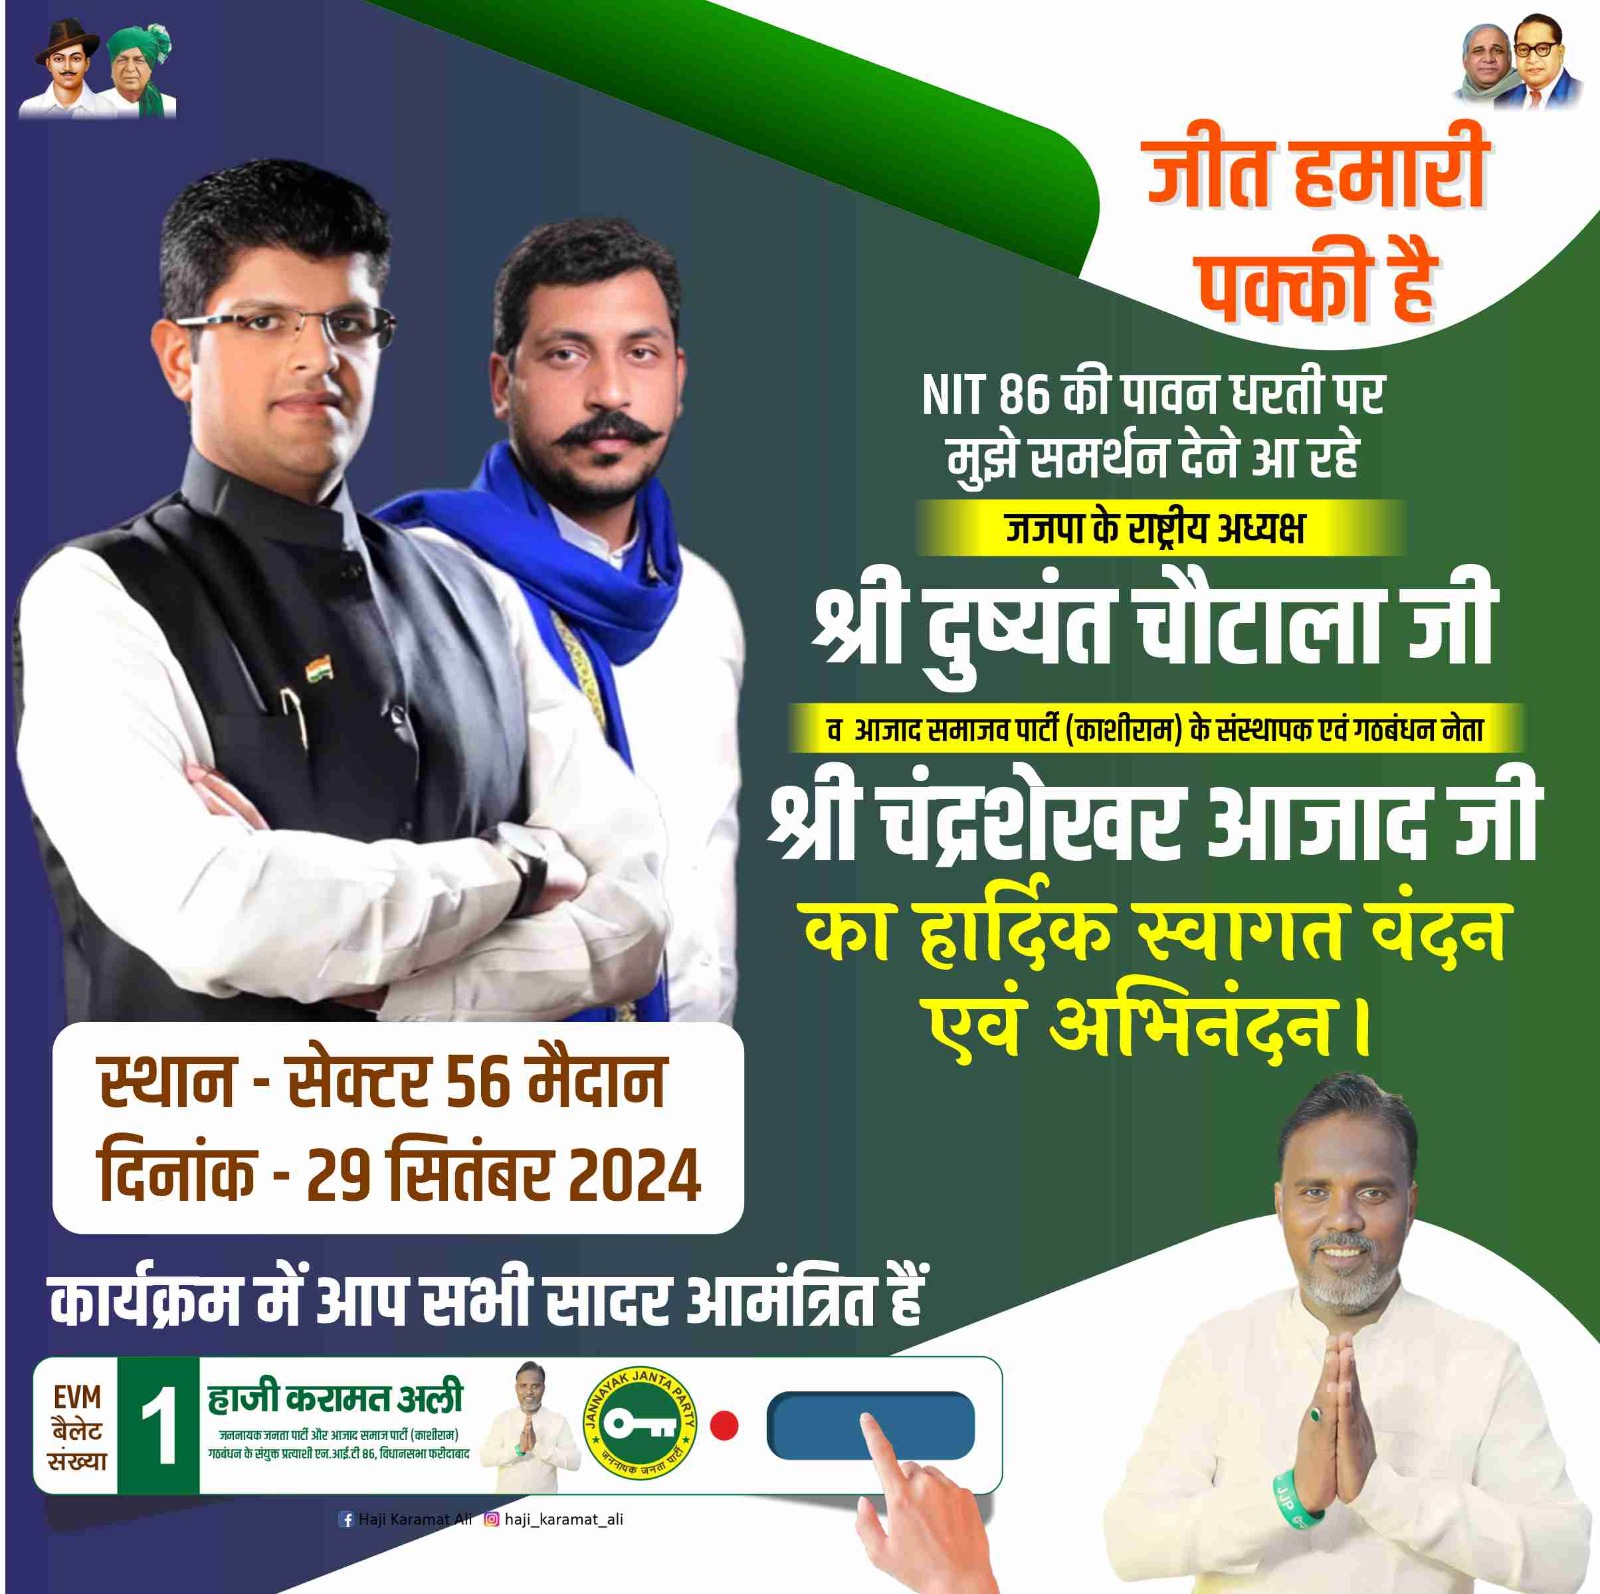 जीत हमारी
पक्की है
NIT 86 की पावन धरती पर
मुझे समर्थन देने आ रहे
जजपा के राष्ट्रीय अध्यक्ष
श्री दुष्यंत चौटाला जी
व आजाद समाजव पार्टी (काशीराम) के संस्थापक एवं गठबंधन नेता
श्री चंद्रशेखर आजाद जी
का हार्दिक स्वागत वंदन
एवं अभिनंदन।
स्थान - सेक्टर 56 मैदान
दिनांक - 29 सितंबर 2024
कार्यक्रम में आप सभी सादर आमंत्रित हैं
EVM
बैलेट
संख्या
1
हाजी करामत अली
जननायक जनता पार्टी और आजाद समाज पार्टी (काशीराम)
गठबंधन के संयुक्त प्रत्याशी एन.आई.टी 86, विधानसभा फरीदाबाद
JANNAYAK JANTA PARTY
जननायक जनता पार्टी
Haji Karamat Ali haji_karamat_ali
JJP